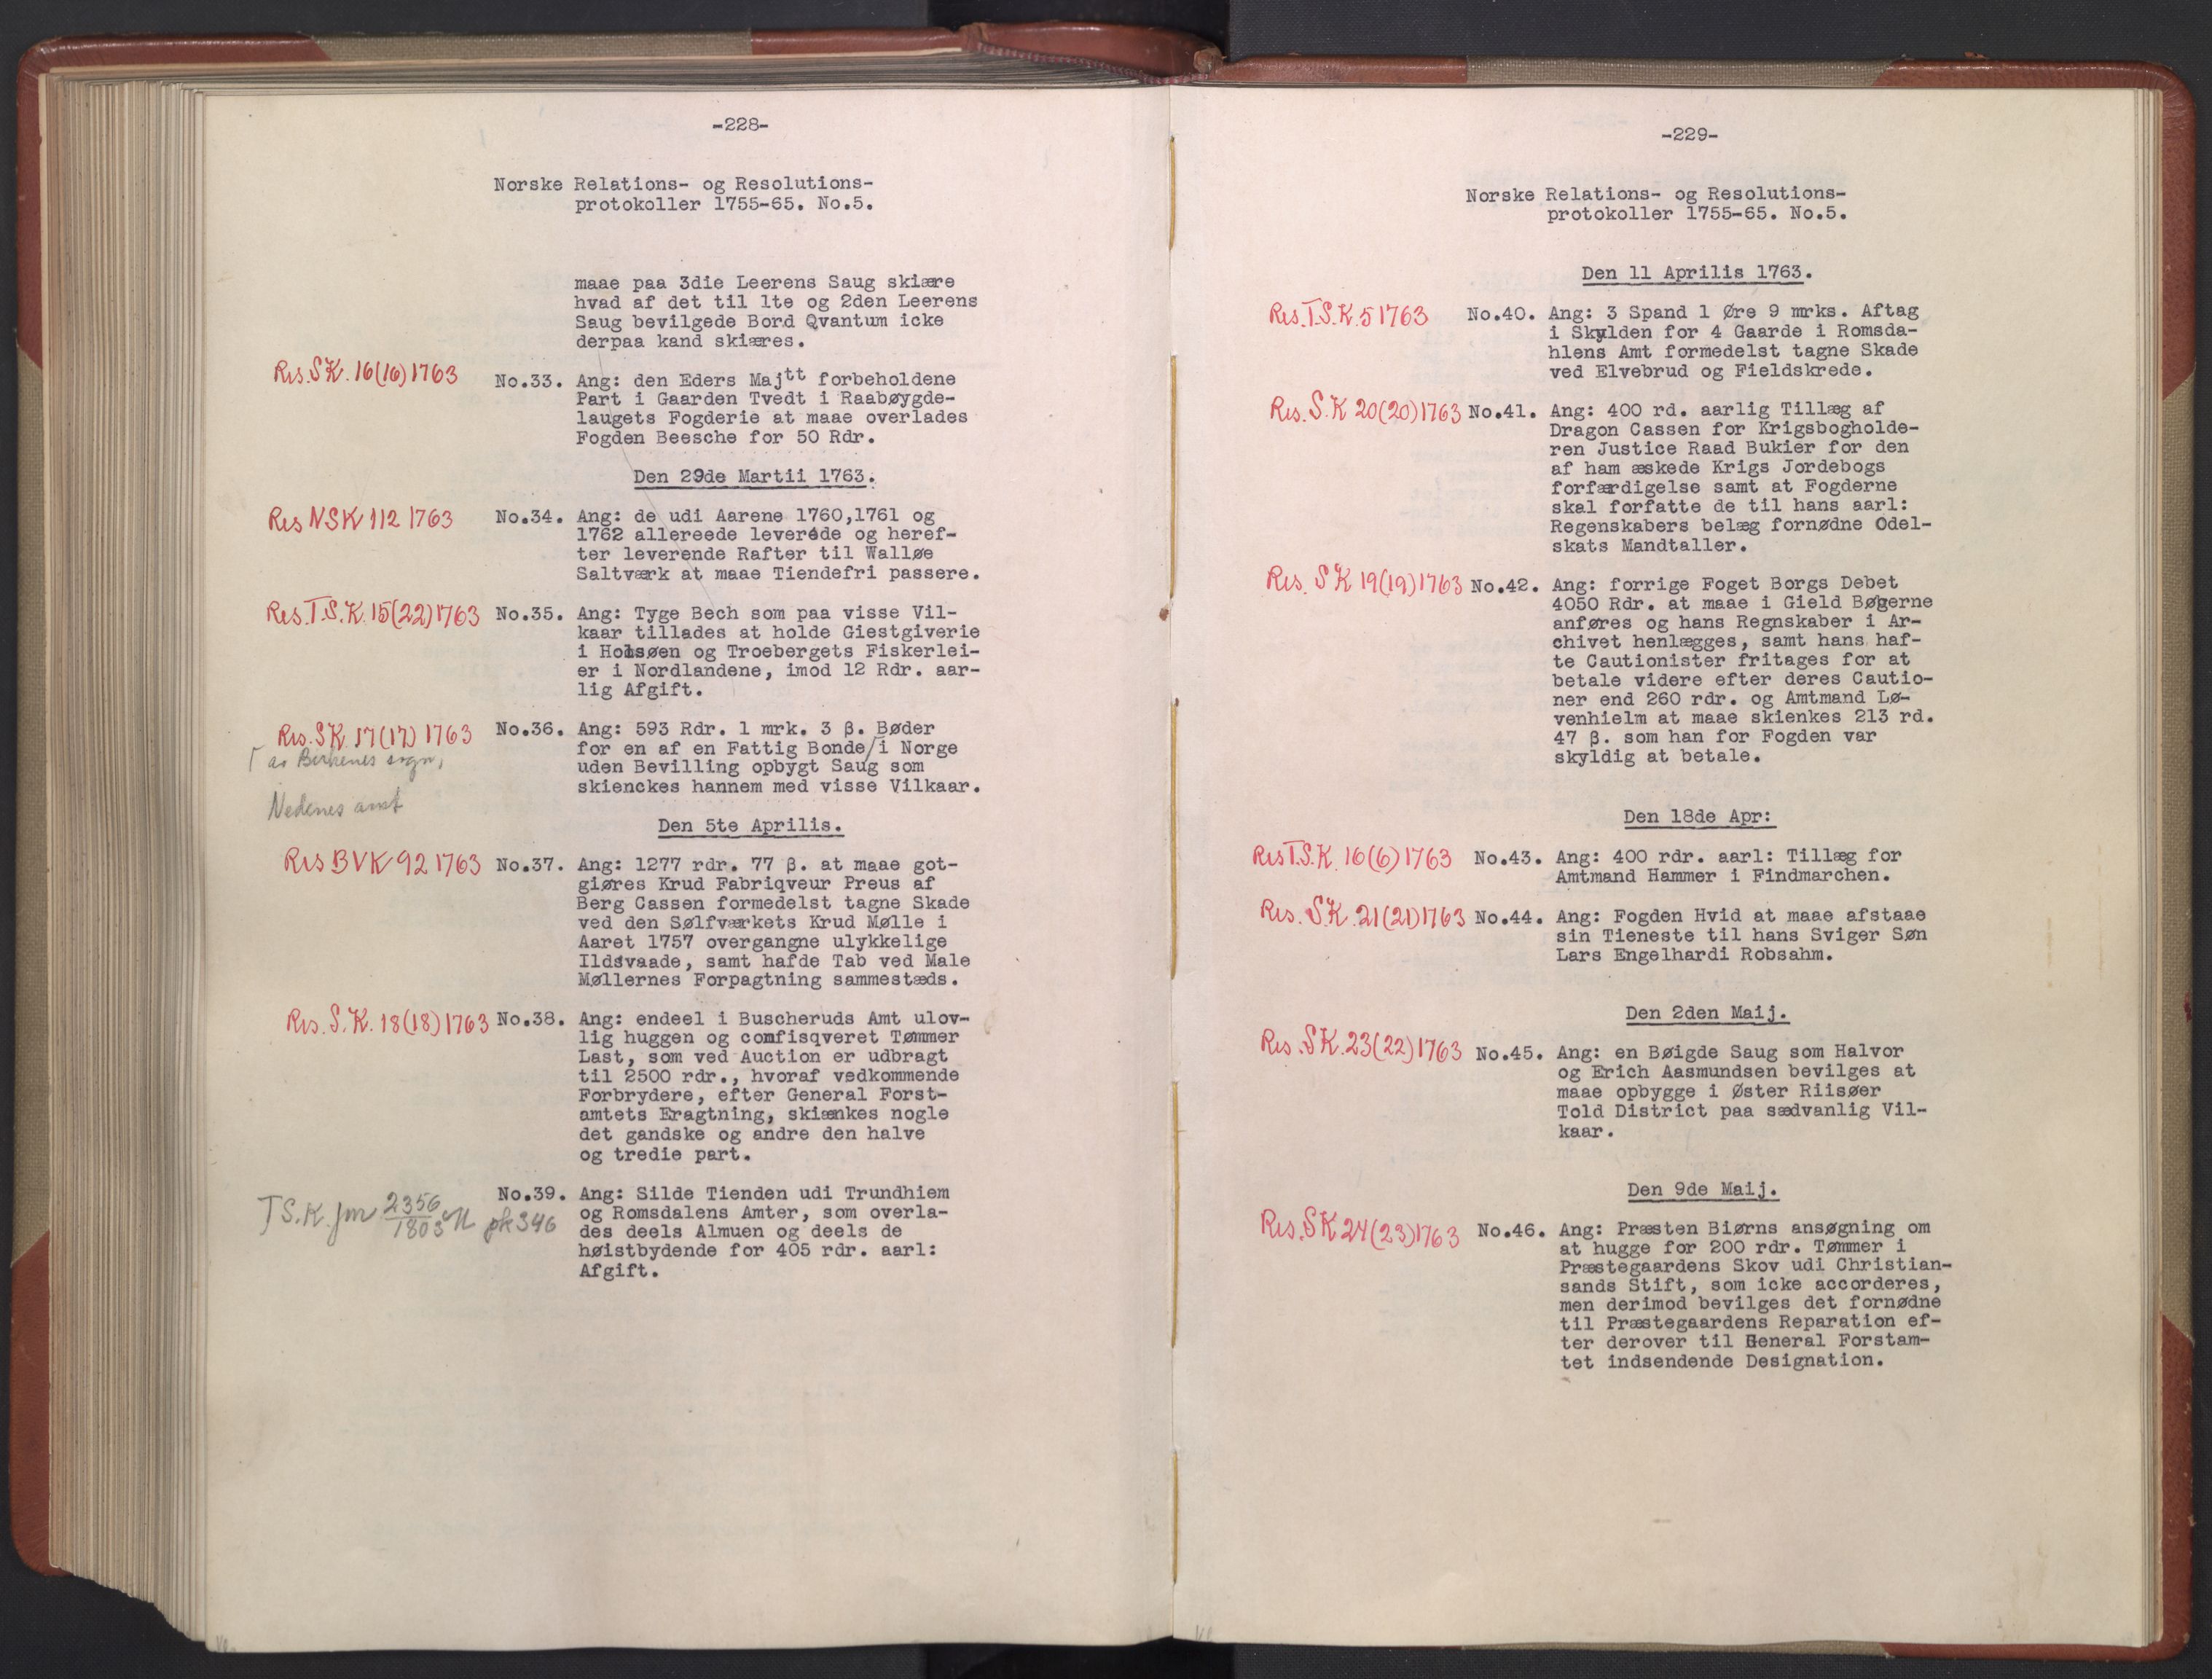 -228-
Norske Relations- og Resolutions-
protokoller 1755-65. No.5.
maae paa 3die Leerens Saug skiære
hvad af det til 1te og 2den Leerens
Saug bevilgede Bord Qvantum icke
derpaa kand skiæres.
Res. S.K. 16(16) 1763 No.33. Ang: den Eders Majtt forbeholdene
Part i Gaarden Tvedt i Raabøygde-
laugets Fogderie at maae overlades
Fogden Beesche for 50 Rdr.
Den 29de Martii 1763.
Res NSK 112 1763 No.34. Ang: de udi Aarene 1760,1761 og
1762 allereede leverede og heref-
ter leverende Rafter til Walløe
Saltværk at maae Tiendefri passere.
Res. T.S.K. 15(22) 1763 No.35. Ang: Tyge Bech som paa visse Vil-
kaar tillades at holde Giestgiverie
i Holsøen og Troebergets Fiskerlei-
er i Nordlandene, imod 12 Rdr. aar-
lig Afgift.
Res. S.K. 17(17) 1763 No.36. Ang: 593 Rdr. 1 mrk. 3 β. Bøder
for en af en Fattig Bonde/i Norge
uden Bevilling opbygt Saug som
skienckes hannem med visse Vilkaar.
⌈ av Birkenes sogn,
Nedenes amt
Den 5te Aprilis.
Res BVK 92 1763 No.37. Ang: 1277 rdr. 77 β. at maae got-
giøres Krud Fabriqveur Preus af
Berg Cassen formedelst tagne Skade
ved den Sølfværkets Krud Mølle i
Aaret 1757 overgangne ulykkelige
Ildsvaade, samt hafde Tab ved Male
Møllernes Forpagtning sammestæds.
Res. S.K. 18(18) 1763 No.38. Ang: endeel i Buscheruds Amt ulov-
lig huggen og comfisqveret Tømmer
Last, som ved Auction er udbragt
til 2500 rdr., hvoraf vedkommende
Forbrydere, efter General Forst-
amtets Eragtning, skiænkes nogle
det gandske og andre den halve
og tredie part.
T.S.K. jnr 2356/1803 N pk 346 No.39. Ang: Silde Tienden udi Trundhiem
og Romsdalens Amter, som overla-
des deels Almuen og deels de
høistbydende for 405 rdr. aarl:
Afgift.
-229-
Norske Relations- og Resolutions-
protokoller 1755-65. No.5.
Den 11 Aprilis 1763.
Res. T.S.K. 5 1763 No.40. Ang: 3 Spand 1 Øre 9 mrks. Aftag
i Skylden for 4 Gaarde i Romsda-
hlens Amt formedelst tagne Skade
ved Elvebrud og Fieldskrede.
Res. S.K 20(20) 1763 No.41. Ang: 400 rd. aarlig Tillæg af
Dragon Cassen for Krigsbogholde-
ren Justice Raad Bukier for den
af ham æskede Krigs Jordebogs
forfærdigelse samt at Fogderne
skal forfatte de til hans aarl:
Regenskabers belæg fornødne Odel-
skats Mandtaller.
Res. S.K 19(19) 1763 No.42. Ang: forrige Foget Borgs Debet
4050 Rdr. at maae i Gield Bøgerne
anføres og hans Regnskaber i Ar-
chivet henlægges, samt hans haf-
te Cautionister fritages for at
betale videre efter deres Cautio-
ner end 260 rdr. og Amtmand Lø-
venhielm at maae skienkes 213 rd.
47 β. som han for Fogden var
skyldig at betale.
Den 18de Apr:
Res T.S.K. 16(6) 1763 No.43. Ang: 400 rdr. aarl: Tillæg for
Amtmand Hammer i Findmarchen.
Res. S.K. 21(21) 1763 No.44. Ang: Fogden Hvid at maae afstaae
sin Tieneste til hans Sviger Søn
Lars Engelhardi Robsahm.
Den 2den Maij.
Res. S.K. 23(22) 1763 No.45. Ang: en Bøigde Saug som Halvor
og Erich Aasmundsen bevilges at
maae opbygge i Øster Riisøer
Told District paa sædvanlig Vil-
kaar.
Den 9de Maij.
Res. S.K 24(23) 1763 No.46. Ang: Præsten Biørns ansøgning om
at hugge for 200 rdr. Tømmer i
Præstegaardens Skov udi Christian-
sands Stift, som icke accorderes,
men derimod bevilges det fornødne
til Præstegaardens Reparation ef-
ter derover til General Forstam-
tet indsendende Designation.